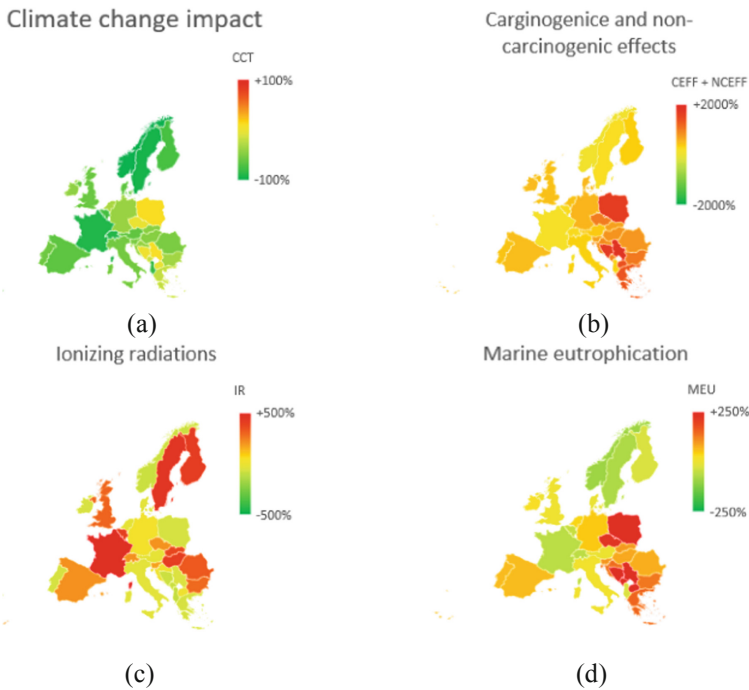 Climate change impact
CCT
+100%
-100%
(a)
Carginogenice and non-
carcinogenic effects
CEFF + NCEFF
+2000%
-2000%
(b)
Ionizing radiations
IR
+500%
-500%
(c)
Marine eutrophication
MEU
+250%
-250%
(d)